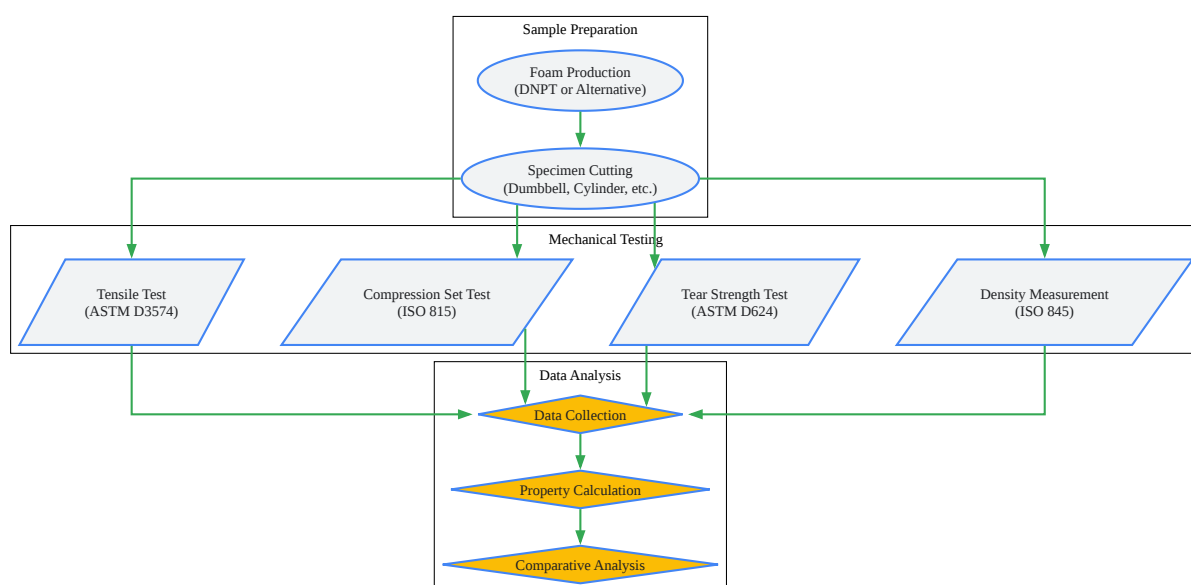 Sample Preparation
Foam Production
(DNPT or Alternative)
Specimen Cutting
(Dumbbell, Cylinder, etc.)
Mechanical Testing
Tensile Test
(ASTM D3574)
Compression Set Test
(ISO 815)
Tear Strength Test
(ASTM D624)
Density Measurement
(ISO 845)
Data Analysis
Data Collection
Property Calculation
Comparative Analysis